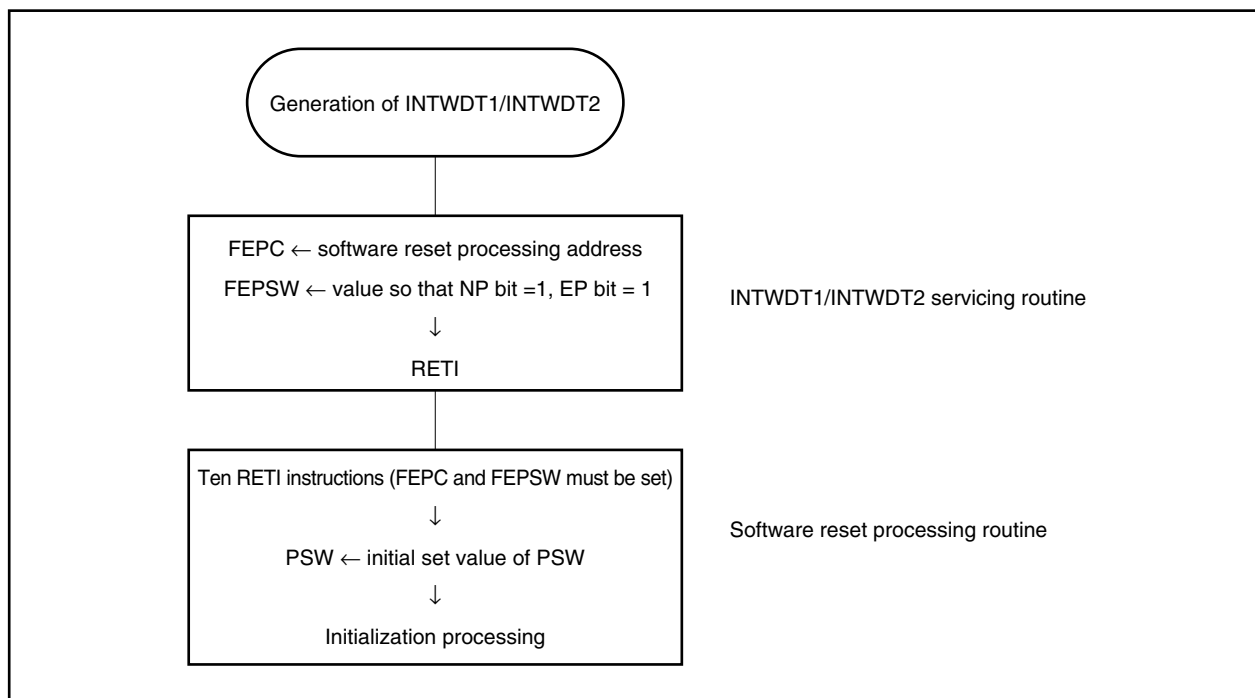 Generation of INTWDT1/INTWDT2
FEPC ← software reset processing address
FEPSW ← value so that NP bit =1, EP bit = 1
↓
RETI
INTWDT1/INTWDT2 servicing routine
Ten RETI instructions (FEPC and FEPSW must be set)
↓
PSW ← initial set value of PSW
↓
Initialization processing
Software reset processing routine